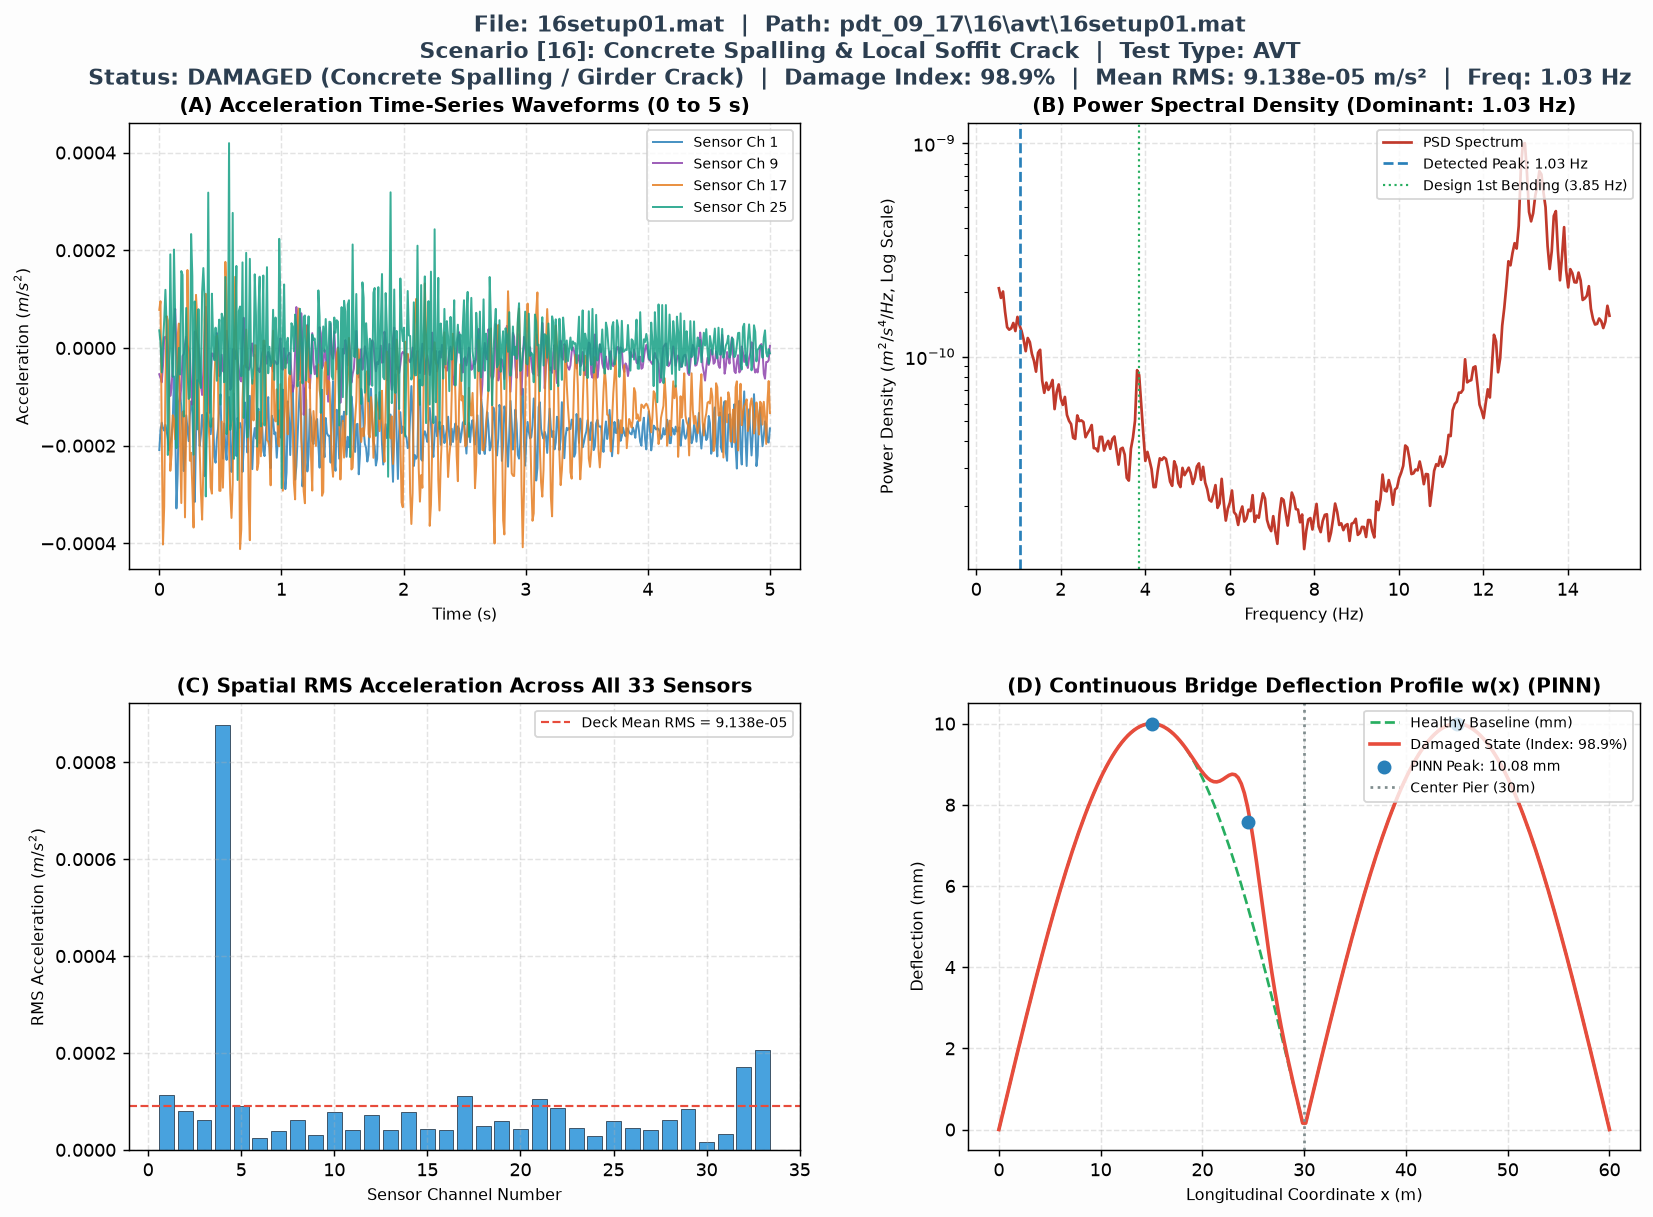 File: 16setup01.mat | Path: pdt_09_17\16\avt\16setup01.mat
Scenario [16]: Concrete Spalling & Local Soffit Crack | Test Type: AVT
Status: DAMAGED (Concrete Spalling / Girder Crack) | Damage Index: 98.9% | Mean RMS: 9.138e-05 m/s² | Freq: 1.03 Hz
(A) Acceleration Time-Series Waveforms (0 to 5 s)
Sensor Ch 1
Sensor Ch 9
Sensor Ch 17
Sensor Ch 25
0.0004
0.0002
0.0000
−0.0002
−0.0004
Acceleration (m/s²)
0 1 2 3 4 5
Time (s)
(B) Power Spectral Density (Dominant: 1.03 Hz)
PSD Spectrum
Detected Peak: 1.03 Hz
Design 1st Bending (3.85 Hz)
10⁻⁹
10⁻¹⁰
Power Density (m²/s⁴/Hz, Log Scale)
0 2 4 6 8 10 12 14
Frequency (Hz)
(C) Spatial RMS Acceleration Across All 33 Sensors
Deck Mean RMS = 9.138e-05
0.0008
0.0006
0.0004
0.0002
0.0000
RMS Acceleration (m/s²)
0 5 10 15 20 25 30 35
Sensor Channel Number
(D) Continuous Bridge Deflection Profile w(x) (PINN)
Healthy Baseline (mm)
Damaged State (Index: 98.9%)
PINN Peak: 10.08 mm
Center Pier (30m)
10
8
6
4
2
0
Deflection (mm)
0 10 20 30 40 50 60
Longitudinal Coordinate x (m)